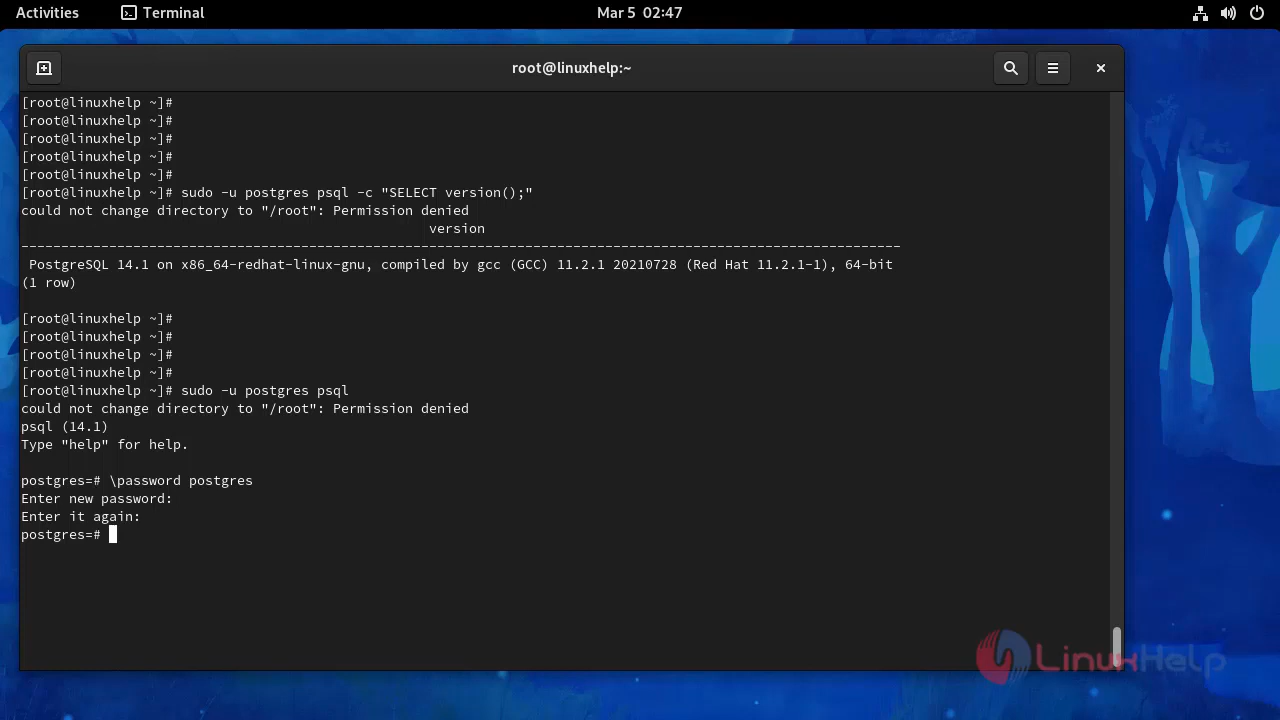 Activities Terminal Mar 5 02:47
root@linuxhelp:~
[root@linuxhelp ~]#
[root@linuxhelp ~]#
[root@linuxhelp ~]#
[root@linuxhelp ~]#
[root@linuxhelp ~]#
[root@linuxhelp ~]# sudo -u postgres psql -c "SELECT version();"
could not change directory to "/root": Permission denied
version
--------------------------------------------------------------------------------------------------------------
PostgreSQL 14.1 on x86_64-redhat-linux-gnu, compiled by gcc (GCC) 11.2.1 20210728 (Red Hat 11.2.1-1), 64-bit
(1 row)
[root@linuxhelp ~]#
[root@linuxhelp ~]#
[root@linuxhelp ~]#
[root@linuxhelp ~]#
[root@linuxhelp ~]# sudo -u postgres psql
could not change directory to "/root": Permission denied
psql (14.1)
Type "help" for help.
postgres=# \password postgres
Enter new password:
Enter it again:
postgres=#
LinuxHelp